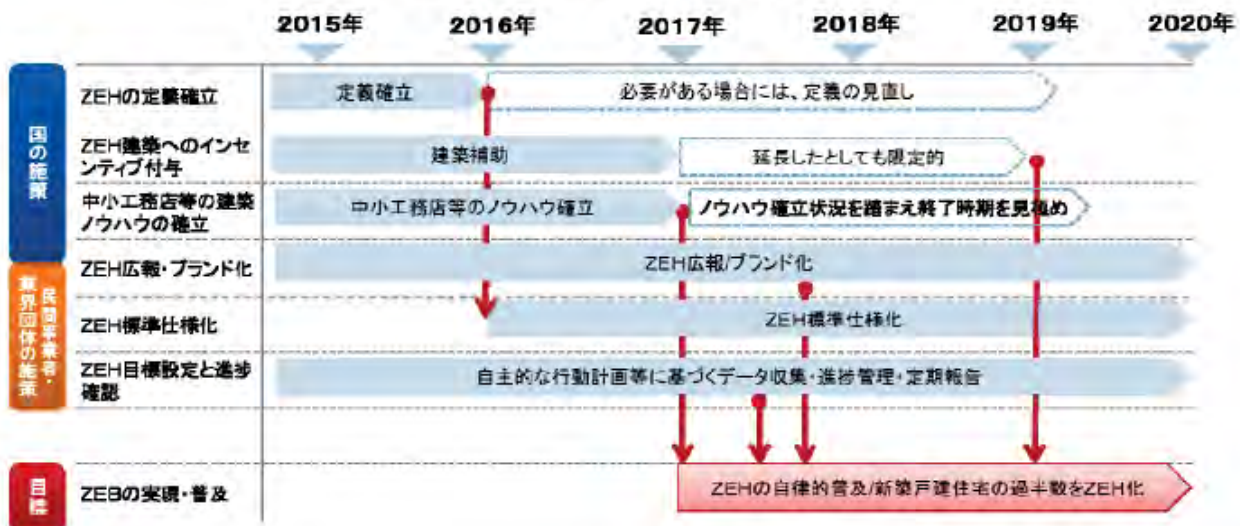 2015年 2016年 2017年 2018年 2019年 2020年
国の施策
ZEHの定義確立
定義確立
必要がある場合には、定義の見直し
ZEH建築へのインセ
ンティブ付与
建築補助
延長したとしても限定的
中小工務店等の建築
ノウハウの確立
中小工務店等のノウハウ確立
ノウハウ確立状況を踏まえ終了時期を見極め
ZEH広報・ブランド化
ZEH広報/ブランド化
民間事業者・
業界団体の施策
ZEH標準仕様化
ZEH標準仕様化
ZEH目標設定と進捗
確認
自主的な行動計画等に基づくデータ収集・進捗管理・定期報告
目標
ZEBの実現・普及
ZEHの自律的普及/新築戸建住宅の過半数をZEH化